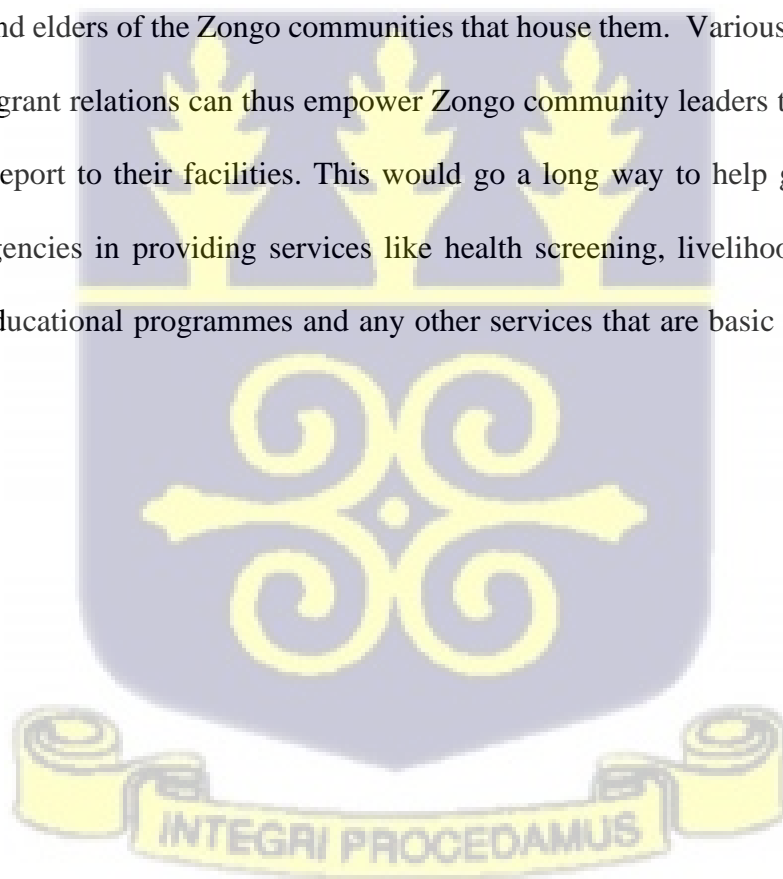 nd elders of the Zongo communities that house them. Various
grant relations can thus empower Zongo community leaders t
eport to their facilities. This would go a long way to help g
gencies in providing services like health screening, livelihoo
ducational programmes and any other services that are basic
INTEGRI PROCEDAMUS